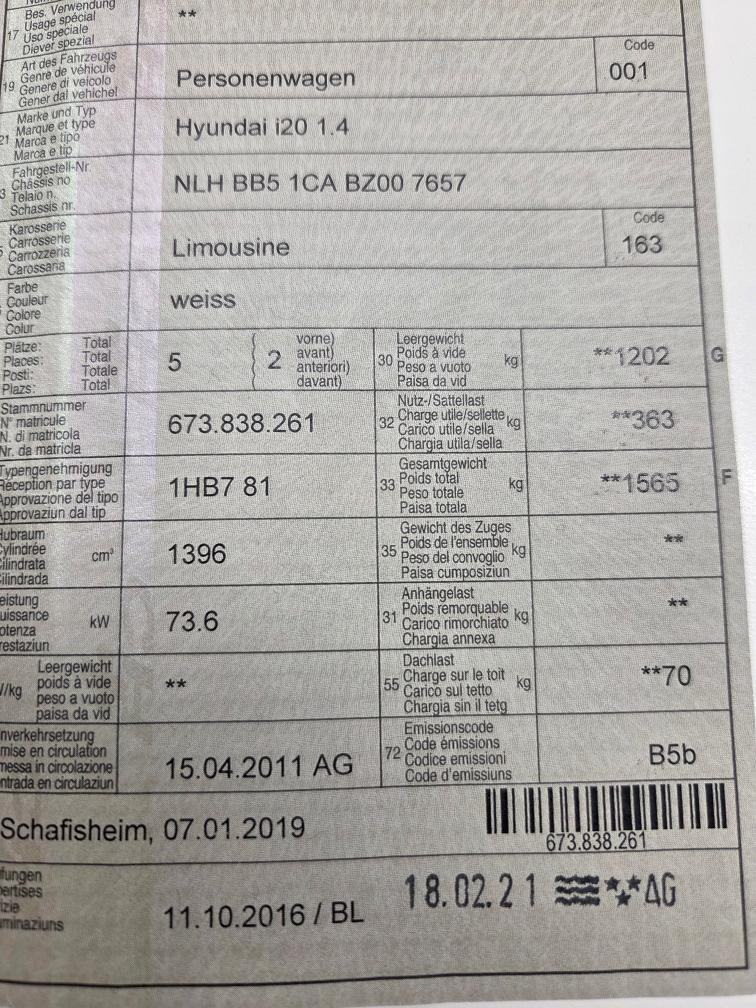 Bes. Verwendung
17 Usage spécial **
Uso speciale
Diever spezial
Art des Fahrzeugs Code
Genre de véhicule
19 Genere di veicolo Personenwagen 001
Gener dal vehichel
Marke und Typ
Marque et type
21 Marca e tipo Hyundai i20 1.4
Marca e tip
Fahrgestell-Nr.
Châssis no
3 Telaio n. NLH BB5 1CA BZ00 7657
Schassis nr.
Karosserie Code
Carrosserie
Carrozzeria Limousine 163
Carossaria
Farbe
Couleur weiss
Colore
Colur
Plätze: Total vorne) Leergewicht
Places: Total 5 ( 2 avant) 30 Poids à vide kg **1202 G
Posti: Totale anteriori) Peso a vuoto
Plazs: Total davant) Paisa da vid
Stammnummer Nutz-/Sattellast
N° matricule 673.838.261 32 Charge utile/sellette kg **363
N. di matricola Carico utile/sella
Nr. da matricla Chargia utila/sella
Typengenehmigung Gesamtgewicht
Réception par type 1HB7 81 33 Poids total kg **1565 F
Approvazione del tipo Peso totale
Approvaziun dal tip Paisa totala
Hubraum Gewicht des Zuges
Cylindrée cm³ 1396 35 Poids de l'ensemble kg **
Cilindrata Peso del convoglio
Cilindrada Paisa cumposiziun
eistung Anhängelast
uissance kW 73.6 31 Poids remorquable kg **
otenza Carico rimorchiato
restaziun Chargia annexa
Leergewicht Dachlast
/kg poids à vide ** 55 Charge sur le toit kg **70
peso a vuoto Carico sul tetto
paisa da vid Chargia sin il tetg
nverkehrsetzung Emissionscode
mise en circulation 15.04.2011 AG 72 Code émissions B5b
messa in circolazione Codice emissioni
ntrada en circulaziun Code d'emissiuns
Schafisheim, 07.01.2019
673.838.261
fungen
pertises 18.02.21 AG
izie 11.10.2016 / BL
minaziuns